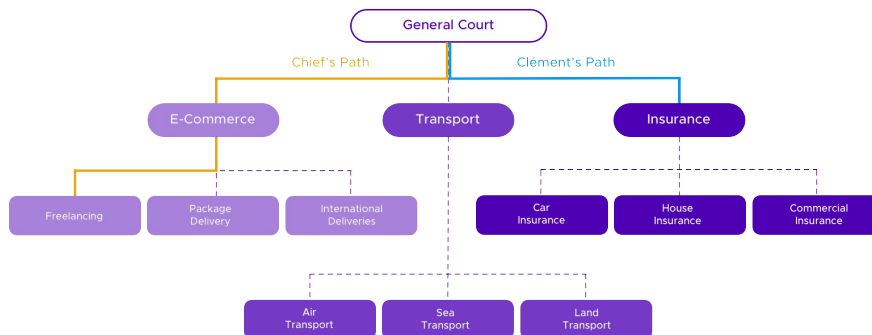 General Court
Chief's Path
Clément's Path
E-Commerce
Transport
Insurance
Freelancing
Package
Delivery
International
Deliveries
Car
Insurance
House
Insurance
Commercial
Insurance
Air
Transport
Sea
Transport
Land
Transport